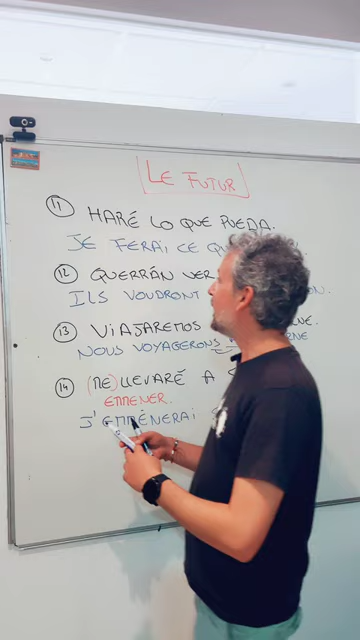 LE FUTUR
11 HARÉ LO QUE PUEDA.
JE FERAI CE
12 QUERRÁN VER
ILS VOUDRONT
13 VIAJAREMOS
NOUS VOYAGERONS
14 (ME) LLEVARÉ A
EMMENER
J'EMMÈNERAI